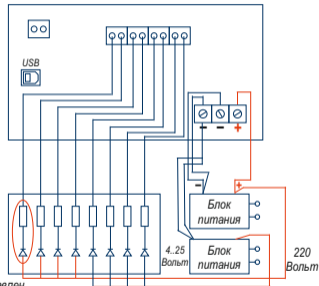 USB
− − +
− +
Блок
питания
4..25
Вольт
Блок
питания
220
Вольт